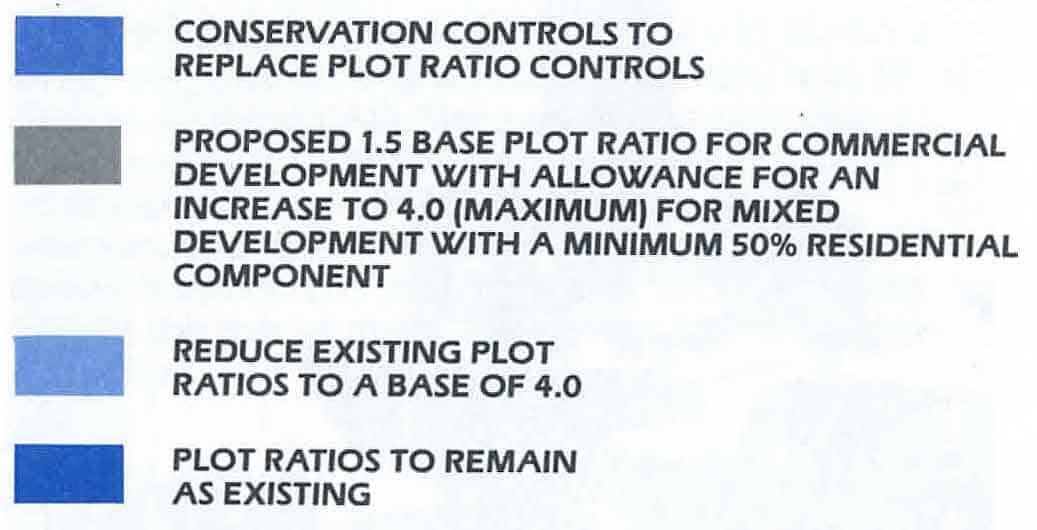 CONSERVATION CONTROLS TO
REPLACE PLOT RATIO CONTROLS
PROPOSED 1.5 BASE PLOT RATIO FOR COMMERCIAL
DEVELOPMENT WITH ALLOWANCE FOR AN
INCREASE TO 4.0 (MAXIMUM) FOR MIXED
DEVELOPMENT WITH A MINIMUM 50% RESIDENTIAL
COMPONENT
REDUCE EXISTING PLOT
RATIOS TO A BASE OF 4.0
PLOT RATIOS TO REMAIN
AS EXISTING